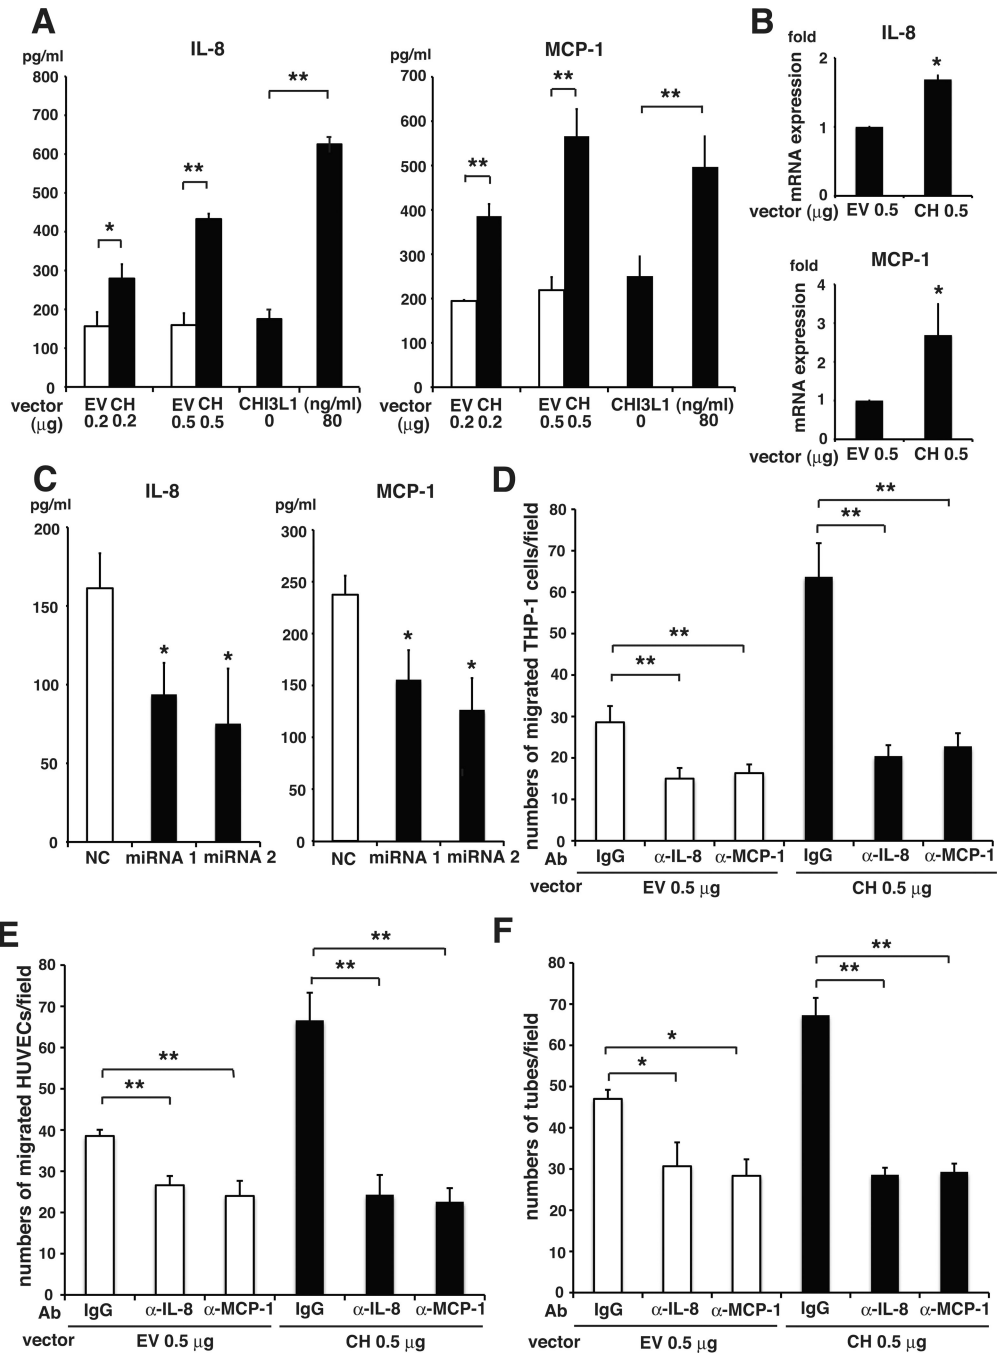 A
IL-8
pg/ml
800
700
600
500
400
300
200
100
0
*
**
**
EV CH EV CH CHI3L1 (ng/ml)
vector
(μg)
0.2 0.2 0.5 0.5 0 80
MCP-1
pg/ml
700
600
500
400
300
200
100
0
**
**
**
EV CH EV CH CHI3L1 (ng/ml)
vector
(μg)
0.2 0.2 0.5 0.5 0 80
B
IL-8
fold
mRNA expression
2
1
0
*
vector (μg) EV 0.5 CH 0.5
MCP-1
fold
mRNA expression
4
3
2
1
0
*
vector (μg) EV 0.5 CH 0.5
C
IL-8
pg/ml
200
150
100
50
0
*
*
NC miRNA 1 miRNA 2
MCP-1
pg/ml
300
250
200
150
100
50
0
*
*
NC miRNA 1 miRNA 2
D
numbers of migrated THP-1 cells/field
80
70
60
50
40
30
20
10
0
**
**
**
**
Ab IgG α-IL-8 α-MCP-1 IgG α-IL-8 α-MCP-1
vector EV 0.5 μg CH 0.5 μg
E
numbers of migrated HUVECs/field
80
70
60
50
40
30
20
10
0
**
**
**
**
Ab IgG α-IL-8 α-MCP-1 IgG α-IL-8 α-MCP-1
vector EV 0.5 μg CH 0.5 μg
F
numbers of tubes/field
80
70
60
50
40
30
20
10
0
*
*
**
**
Ab IgG α-IL-8 α-MCP-1 IgG α-IL-8 α-MCP-1
vector EV 0.5 μg CH 0.5 μg